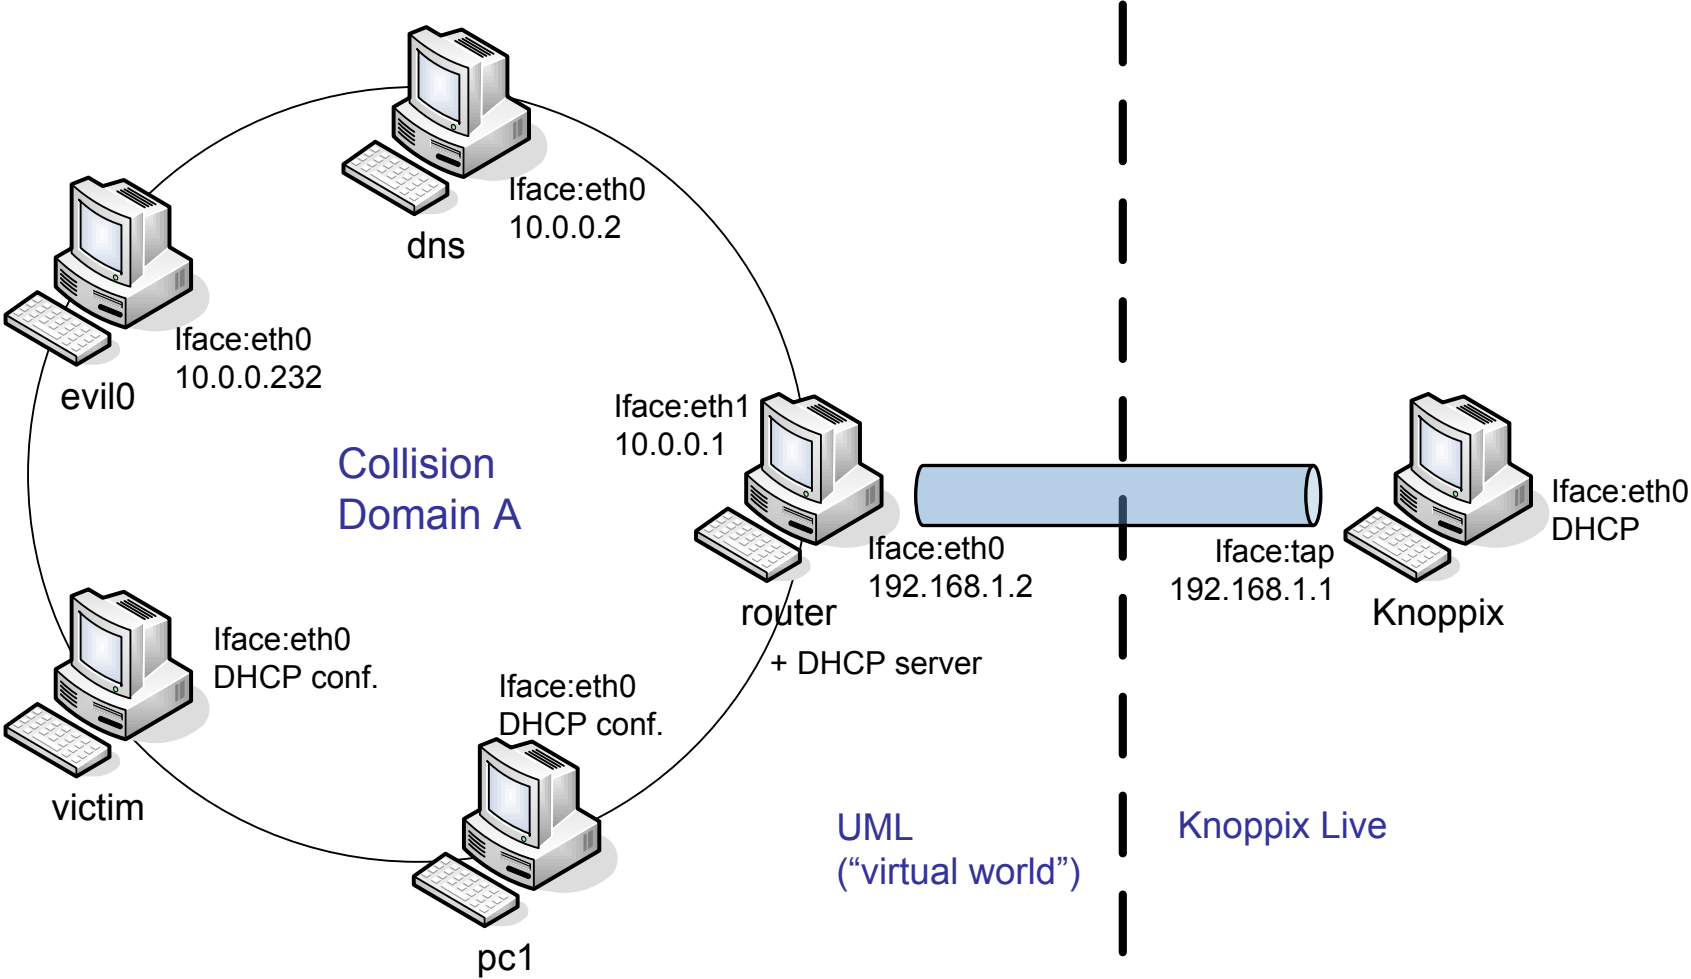 Iface:eth0
10.0.0.2
dns
Iface:eth0
10.0.0.232
evil0
Iface:eth1
10.0.0.1
Collision
Domain A
Iface:eth0
192.168.1.2
router
+ DHCP server
Iface:tap
192.168.1.1
Iface:eth0
DHCP
Knoppix
Iface:eth0
DHCP conf.
victim
Iface:eth0
DHCP conf.
pc1
UML
(“virtual world”)
Knoppix Live